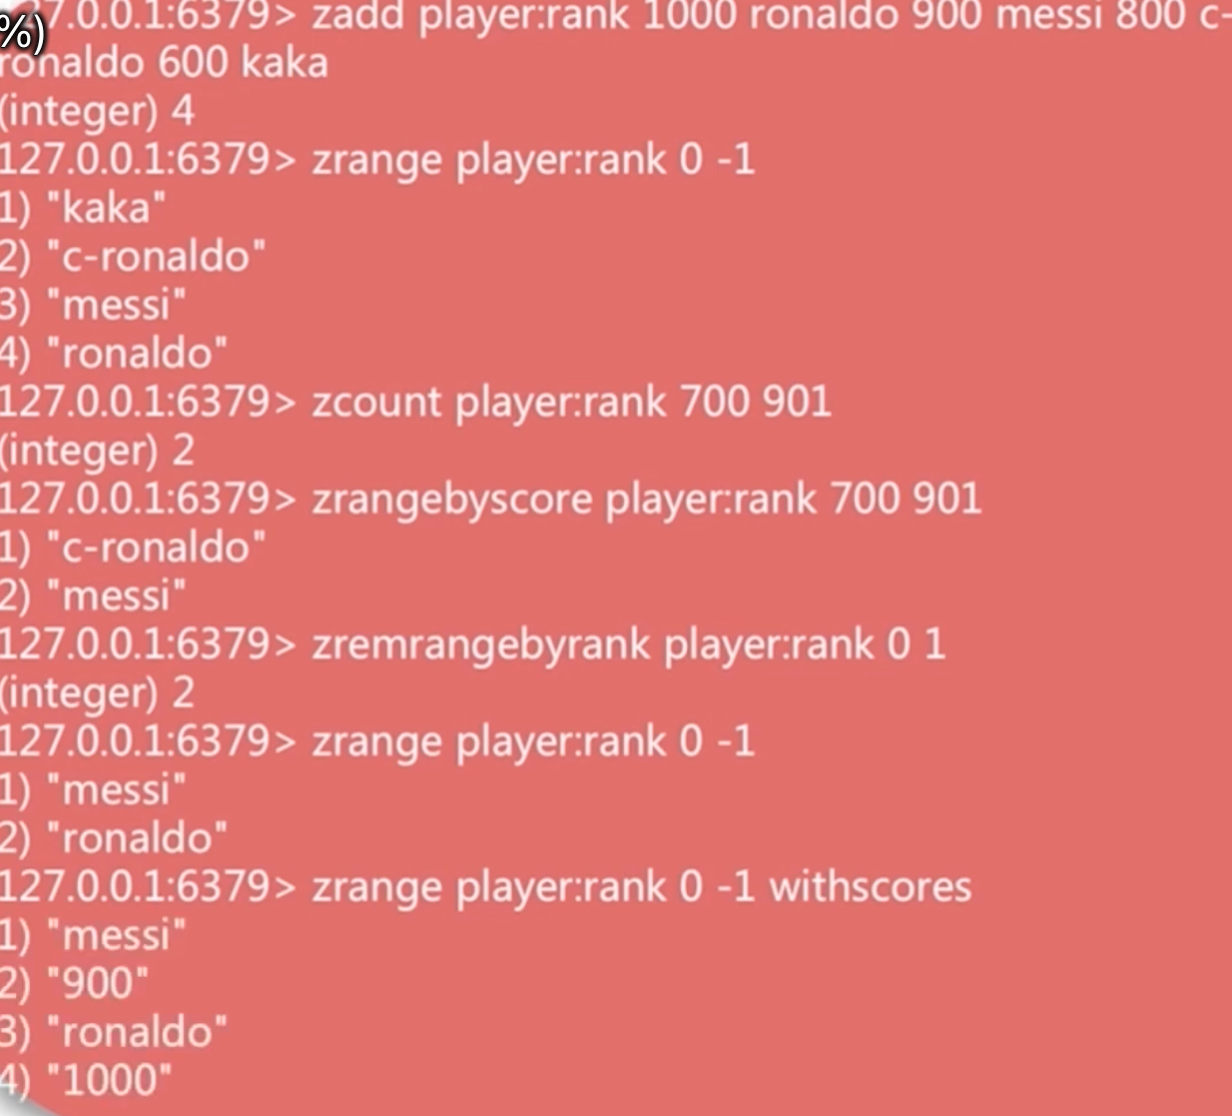 %)
7.0.0.1:6379> zadd player:rank 1000 ronaldo 900 messi 800 c-
ronaldo 600 kaka
(integer) 4
127.0.0.1:6379> zrange player:rank 0 -1
1) "kaka"
2) "c-ronaldo"
3) "messi"
4) "ronaldo"
127.0.0.1:6379> zcount player:rank 700 901
(integer) 2
127.0.0.1:6379> zrangebyscore player:rank 700 901
1) "c-ronaldo"
2) "messi"
127.0.0.1:6379> zremrangebyrank player:rank 0 1
(integer) 2
127.0.0.1:6379> zrange player:rank 0 -1
1) "messi"
2) "ronaldo"
127.0.0.1:6379> zrange player:rank 0 -1 withscores
1) "messi"
2) "900"
3) "ronaldo"
4) "1000"